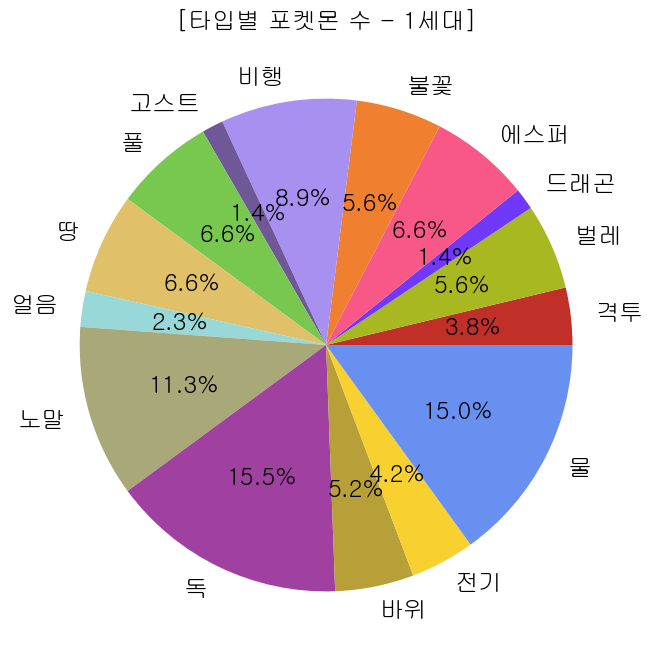 [타입별 포켓몬 수 - 1세대]
비행
불꽃
고스트
에스퍼
풀
드래곤
8.9%
5.6%
1.4%
6.6%
6.6%
땅
벌레
1.4%
6.6%
5.6%
얼음
격투
2.3%
3.8%
11.3%
15.0%
노말
물
15.5%
4.2%
5.2%
독
전기
바위